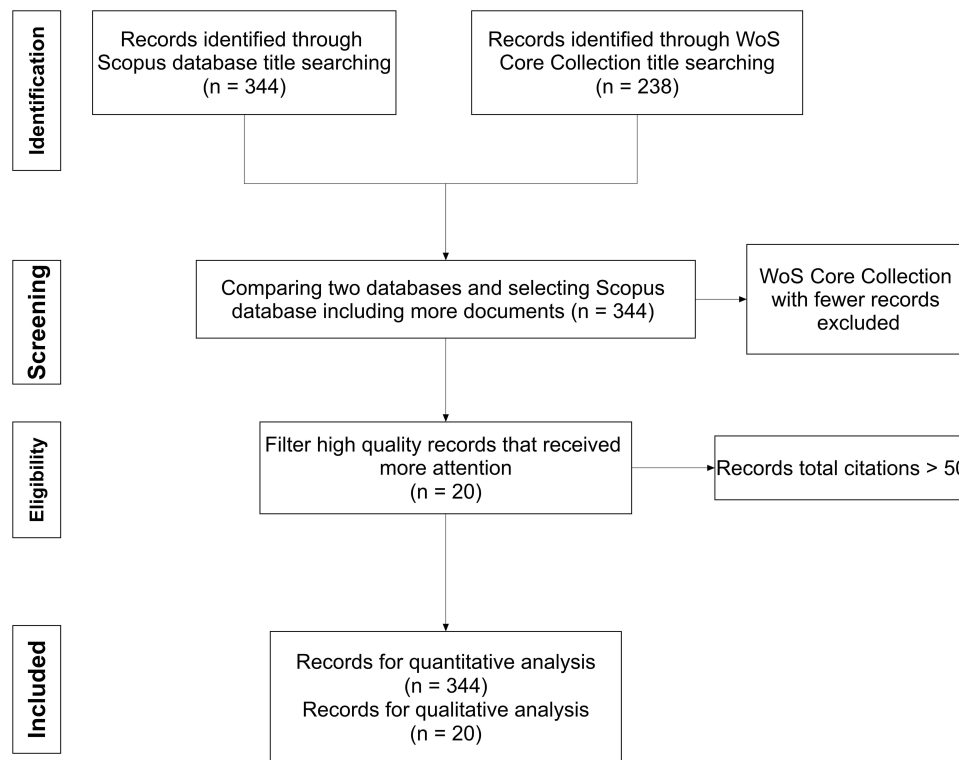 Identification
Records identified through
Scopus database title searching
(n = 344)
Records identified through WoS
Core Collection title searching
(n = 238)
Screening
Comparing two databases and selecting Scopus
database including more documents (n = 344)
WoS Core Collection
with fewer records
excluded
Eligibility
Filter high quality records that received
more attention
(n = 20)
Records total citations > 50
Included
Records for quantitative analysis
(n = 344)
Records for qualitative analysis
(n = 20)